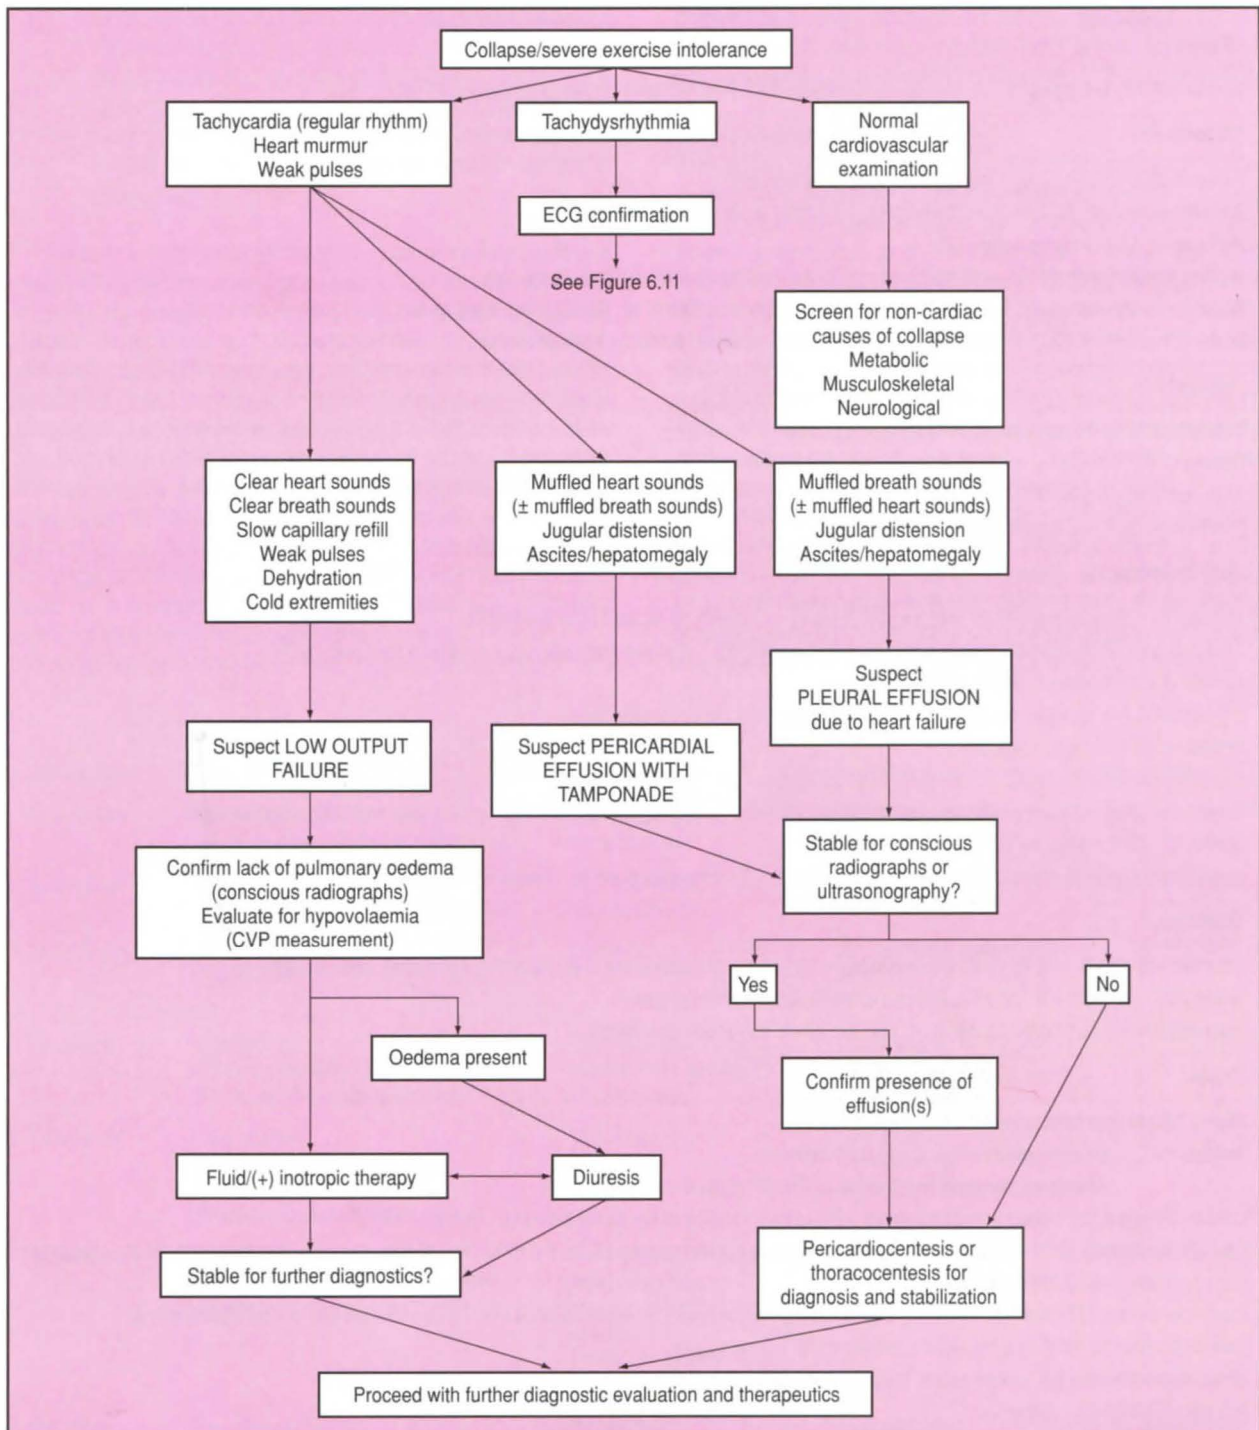 Collapse/severe exercise intolerance
Tachycardia (regular rhythm)
Heart murmur
Weak pulses
Tachydysrhythmia
Normal
cardiovascular
examination
ECG confirmation
See Figure 6.11
Screen for non-cardiac
causes of collapse
Metabolic
Musculoskeletal
Neurological
Clear heart sounds
Clear breath sounds
Slow capillary refill
Weak pulses
Dehydration
Cold extremities
Muffled heart sounds
(± muffled breath sounds)
Jugular distension
Ascites/hepatomegaly
Muffled breath sounds
(± muffled heart sounds)
Jugular distension
Ascites/hepatomegaly
Suspect
PLEURAL EFFUSION
due to heart failure
Suspect LOW OUTPUT
FAILURE
Suspect PERICARDIAL
EFFUSION WITH
TAMPONADE
Stable for conscious
radiographs or
ultrasonography?
Confirm lack of pulmonary oedema
(conscious radiographs)
Evaluate for hypovolaemia
(CVP measurement)
Yes
No
Oedema present
Confirm presence of
effusion(s)
Fluid/(+) inotropic therapy
Diuresis
Stable for further diagnostics?
Pericardiocentesis or
thoracocentesis for
diagnosis and stabilization
Proceed with further diagnostic evaluation and therapeutics